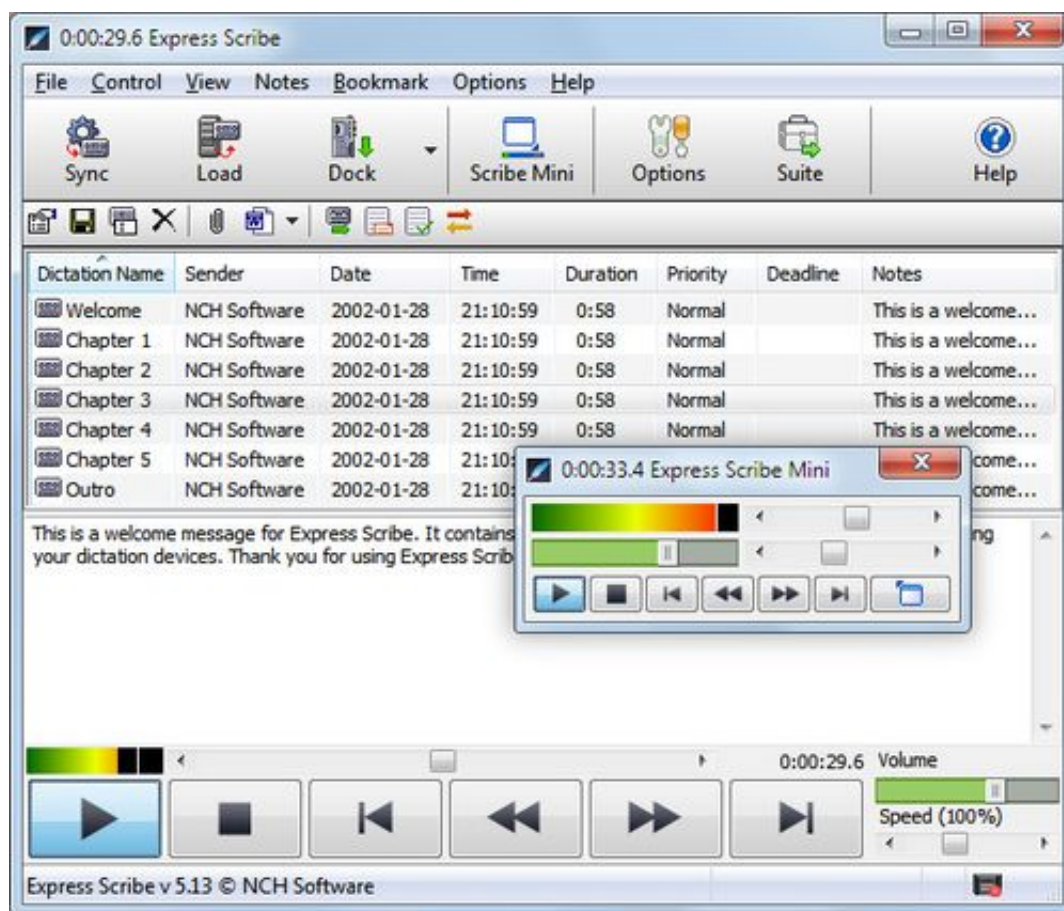 0:00:29.6 Express Scribe
File Control View Notes Bookmark Options Help
Sync Load Dock Scribe Mini Options Suite Help
Dictation Name Sender Date Time Duration Priority Deadline Notes
Welcome NCH Software 2002-01-28 21:10:59 0:58 Normal This is a welcome...
Chapter 1 NCH Software 2002-01-28 21:10:59 0:58 Normal This is a welcome...
Chapter 2 NCH Software 2002-01-28 21:10:59 0:58 Normal This is a welcome...
Chapter 3 NCH Software 2002-01-28 21:10:59 0:58 Normal This is a welcome...
Chapter 4 NCH Software 2002-01-28 21:10:59 0:58 Normal This is a welcome...
Chapter 5 NCH Software 2002-01-28 21:10: come...
Outro NCH Software 2002-01-28 21:10: come...
0:00:33.4 Express Scribe Mini
This is a welcome message for Express Scribe. It contains ng
your dictation devices. Thank you for using Express Scrib
0:00:29.6 Volume
Speed (100%)
Express Scribe v 5.13 © NCH Software